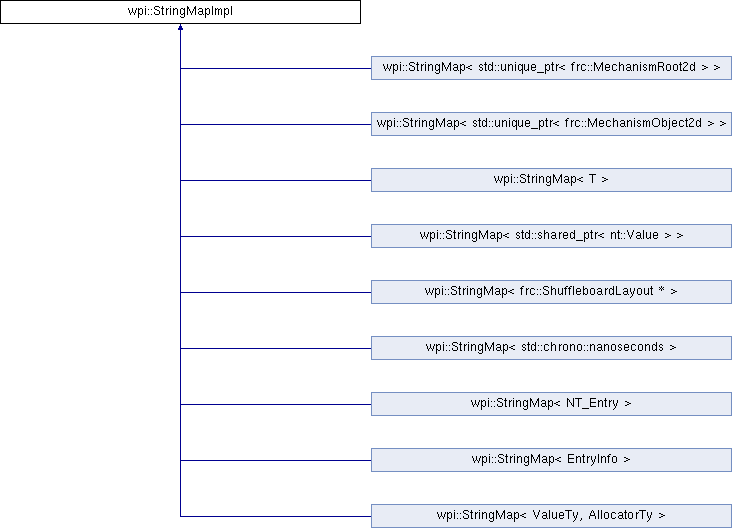 wpi::StringMapImpl
wpi::StringMap< std::unique_ptr< frc::MechanismRoot2d > >
wpi::StringMap< std::unique_ptr< frc::MechanismObject2d > >
wpi::StringMap< T >
wpi::StringMap< std::shared_ptr< nt::Value > >
wpi::StringMap< frc::ShuffleboardLayout * >
wpi::StringMap< std::chrono::nanoseconds >
wpi::StringMap< NT_Entry >
wpi::StringMap< EntryInfo >
wpi::StringMap< ValueTy, AllocatorTy >